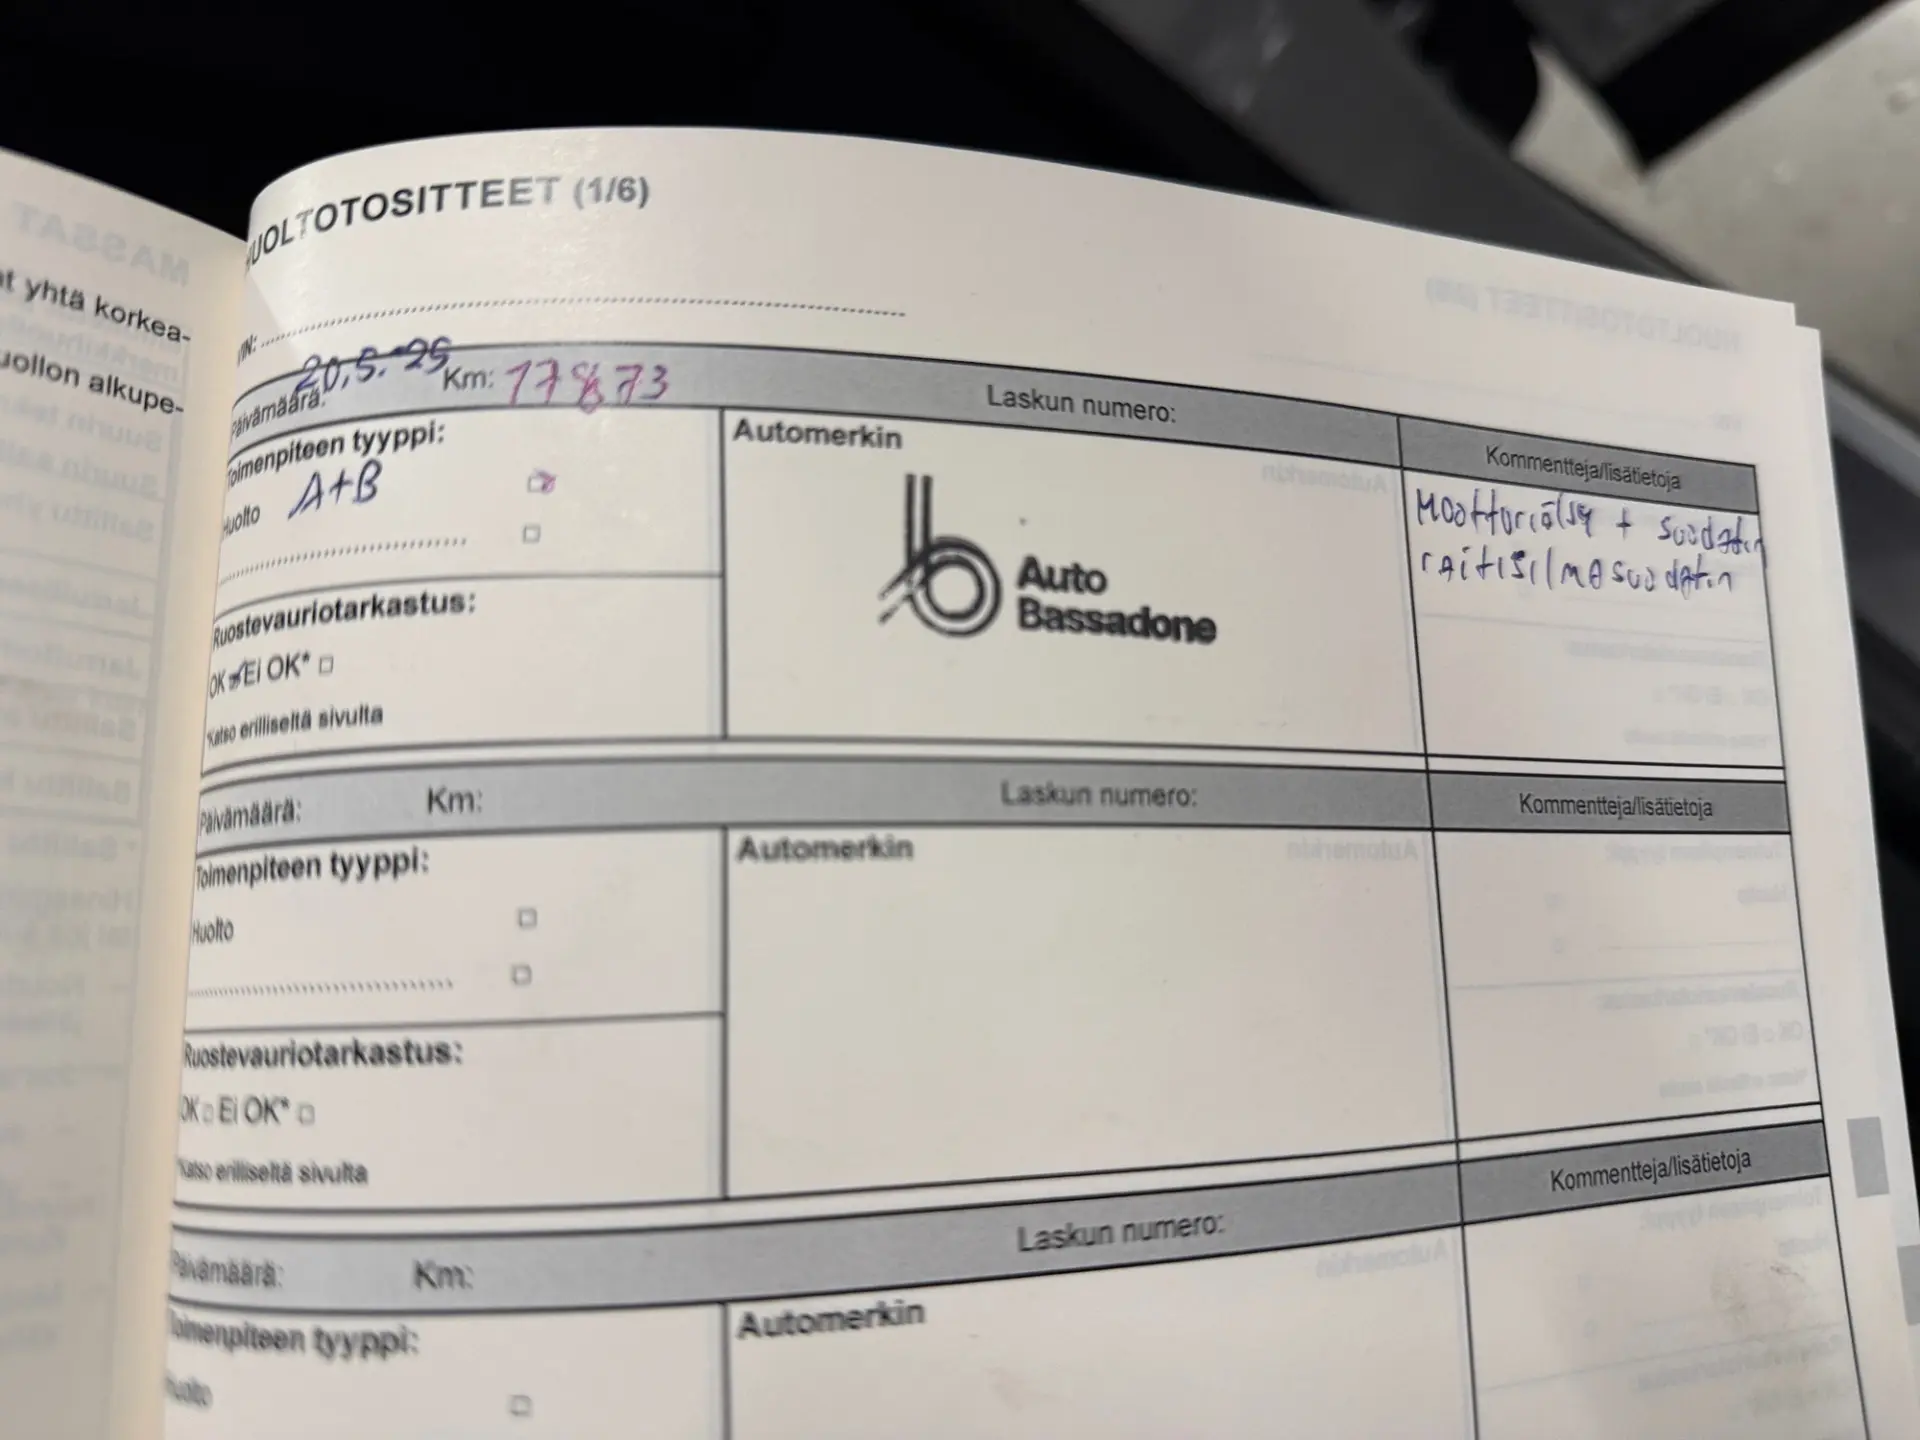 at yhtä korkea-
uollon alkupe-
HUOLTOTOSITTEET (1/6)
VIN:
Päivämäärä: 20.5.-25 Km: 17873 Laskun numero: Kommentteja/lisätietoja
Toimenpiteen tyyppi:
Huolto A+B
Automerkin
Auto
Bassadone
Moottoriöljy + suodatin
raitisilmasuodatin
Ruostevauriotarkastus:
OK Ei OK*
*Katso erilliseltä sivulta
Päivämäärä: Km: Laskun numero: Kommentteja/lisätietoja
Toimenpiteen tyyppi:
Automerkin
Huolto
Ruostevauriotarkastus:
OK Ei OK*
*Katso erilliseltä sivulta
Päivämäärä: Km: Laskun numero: Kommentteja/lisätietoja
Toimenpiteen tyyppi:
Automerkin
Huolto